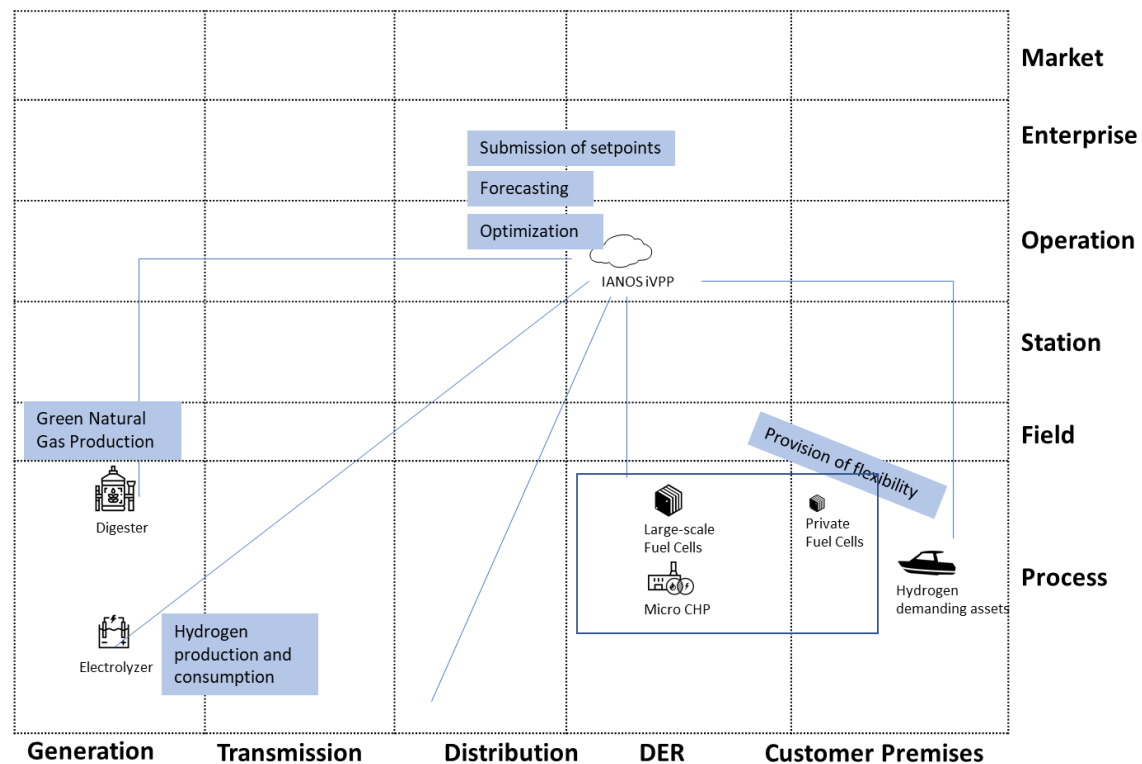 Market
Enterprise
Submission of setpoints
Forecasting
Optimization
Operation
IANOS iVPP
Station
Green Natural
Gas Production
Field
Provision of flexibility
Digester
Large-scale
Fuel Cells
Private
Fuel Cells
Process
Micro CHP
Hydrogen
demanding assets
Electrolyzer
Hydrogen
production and
consumption
Generation
Transmission
Distribution
DER
Customer Premises